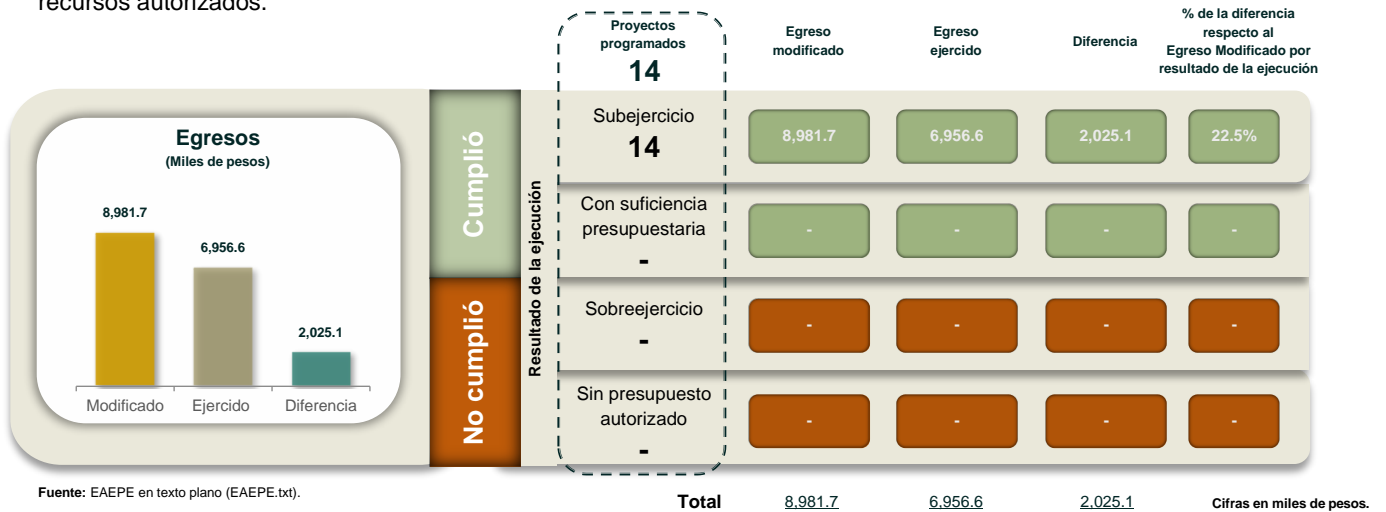 recursos autorizados.
Proyectos
programados
14
Egreso
modificado
Egreso
ejercido
Diferencia
% de la diferencia
respecto al
Egreso Modificado por
resultado de la ejecución
Egresos
(Miles de pesos)
8,981.7
6,956.6
2,025.1
Modificado
Ejercido
Diferencia
Cumplió
No cumplió
Resultado de la ejecución
Subejercicio
14
8,981.7
6,956.6
2,025.1
22.5%
Con suficiencia
presupuestaria
-
-
-
-
-
Sobreejercicio
-
-
-
-
-
Sin presupuesto
autorizado
-
-
-
-
-
Fuente: EAEPE en texto plano (EAEPE.txt).
Total
8,981.7
6,956.6
2,025.1
Cifras en miles de pesos.